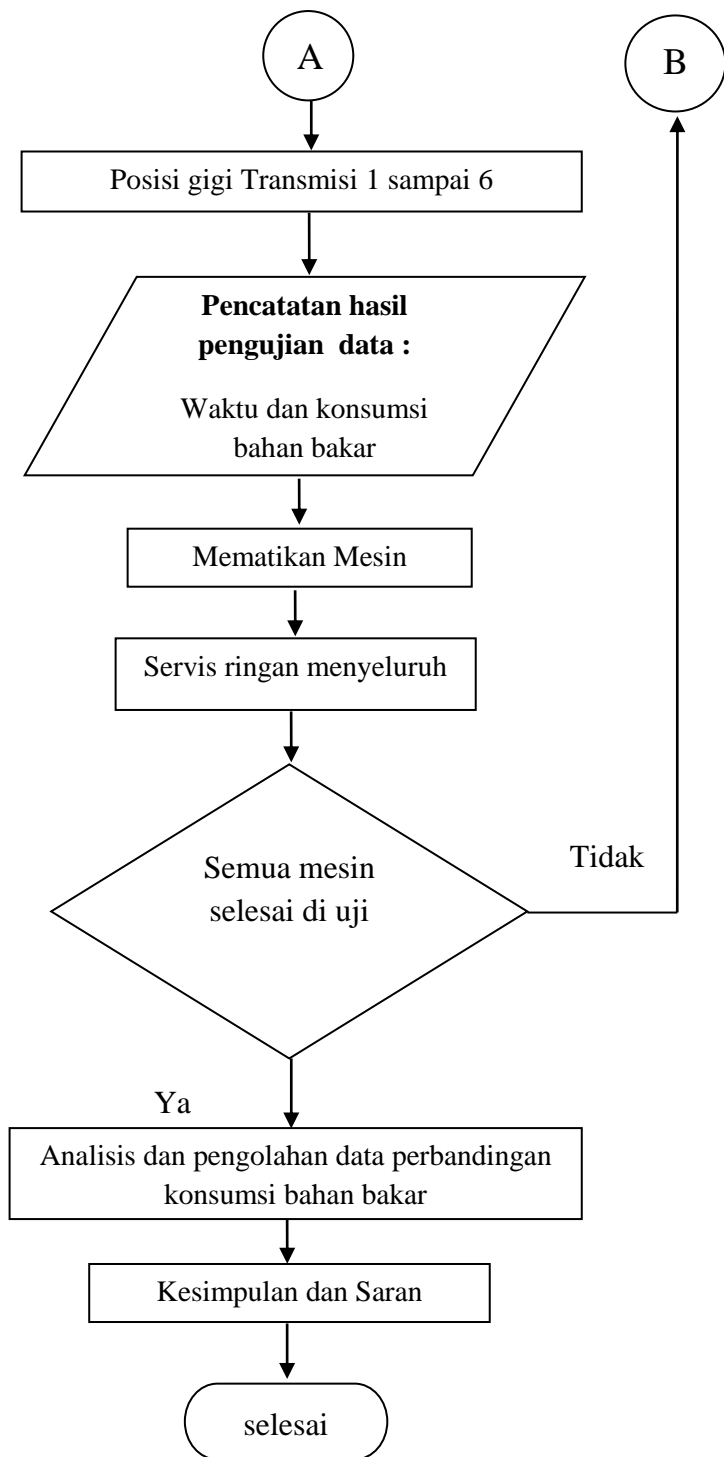 A
B
Posisi gigi Transmisi 1 sampai 6
Pencatatan hasil
pengujian data :
Waktu dan konsumsi
bahan bakar
Mematikan Mesin
Servis ringan menyeluruh
Semua mesin
selesai di uji
Tidak
Ya
Analisis dan pengolahan data perbandingan
konsumsi bahan bakar
Kesimpulan dan Saran
selesai